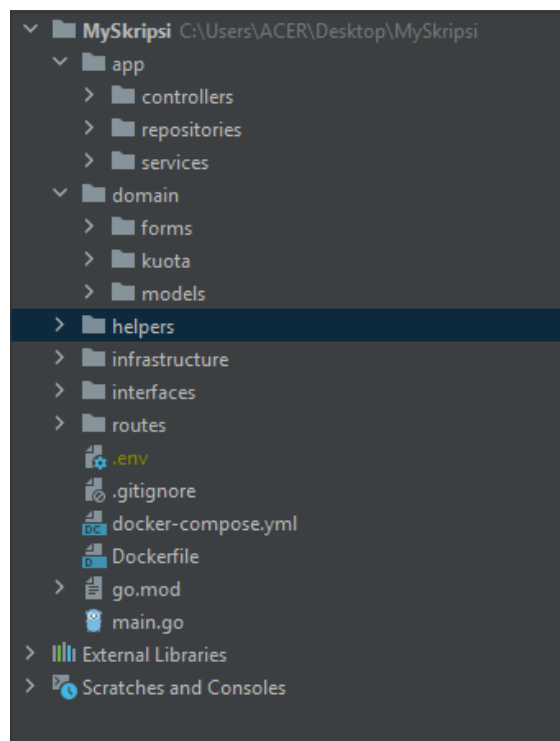 MySkripsi C:\Users\ACER\Desktop\MySkripsi
app
controllers
repositories
services
domain
forms
kuota
models
helpers
infrastructure
interfaces
routes
.env
.gitignore
DC docker-compose.yml
D Dockerfile
go.mod
main.go
External Libraries
Scratches and Consoles